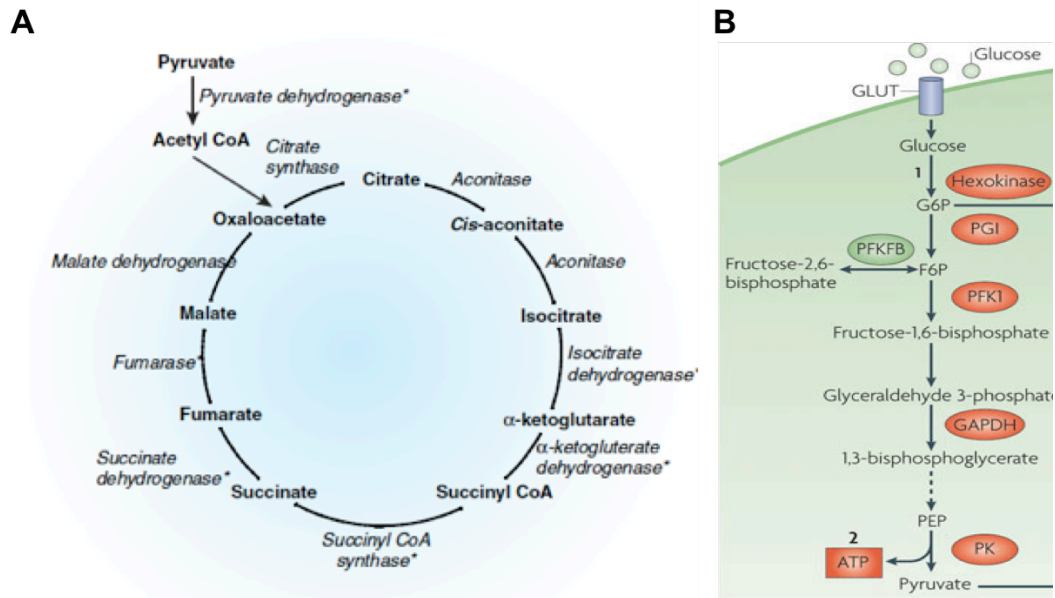 A
Pyruvate
Pyruvate dehydrogenase*
Acetyl CoA
Citrate
synthase
Citrate
Aconitase
Oxaloacetate
Cis-aconitate
Malate dehydrogenase
Aconitase
Malate
Isocitrate
Fumarase*
Isocitrate
dehydrogenase*
Fumarate
α-ketoglutarate
Succinate
dehydrogenase*
α-ketogluterate
dehydrogenase*
Succinate
Succinyl CoA
Succinyl CoA
synthase*
B
Glucose
GLUT
Glucose
1
Hexokinase
G6P
PGI
PFKFB
Fructose-2,6-
bisphosphate
F6P
PFK1
Fructose-1,6-bisphosphate
Glyceraldehyde 3-phosphate
GAPDH
1,3-bisphosphoglycerate
PEP
2
ATP
PK
Pyruvate